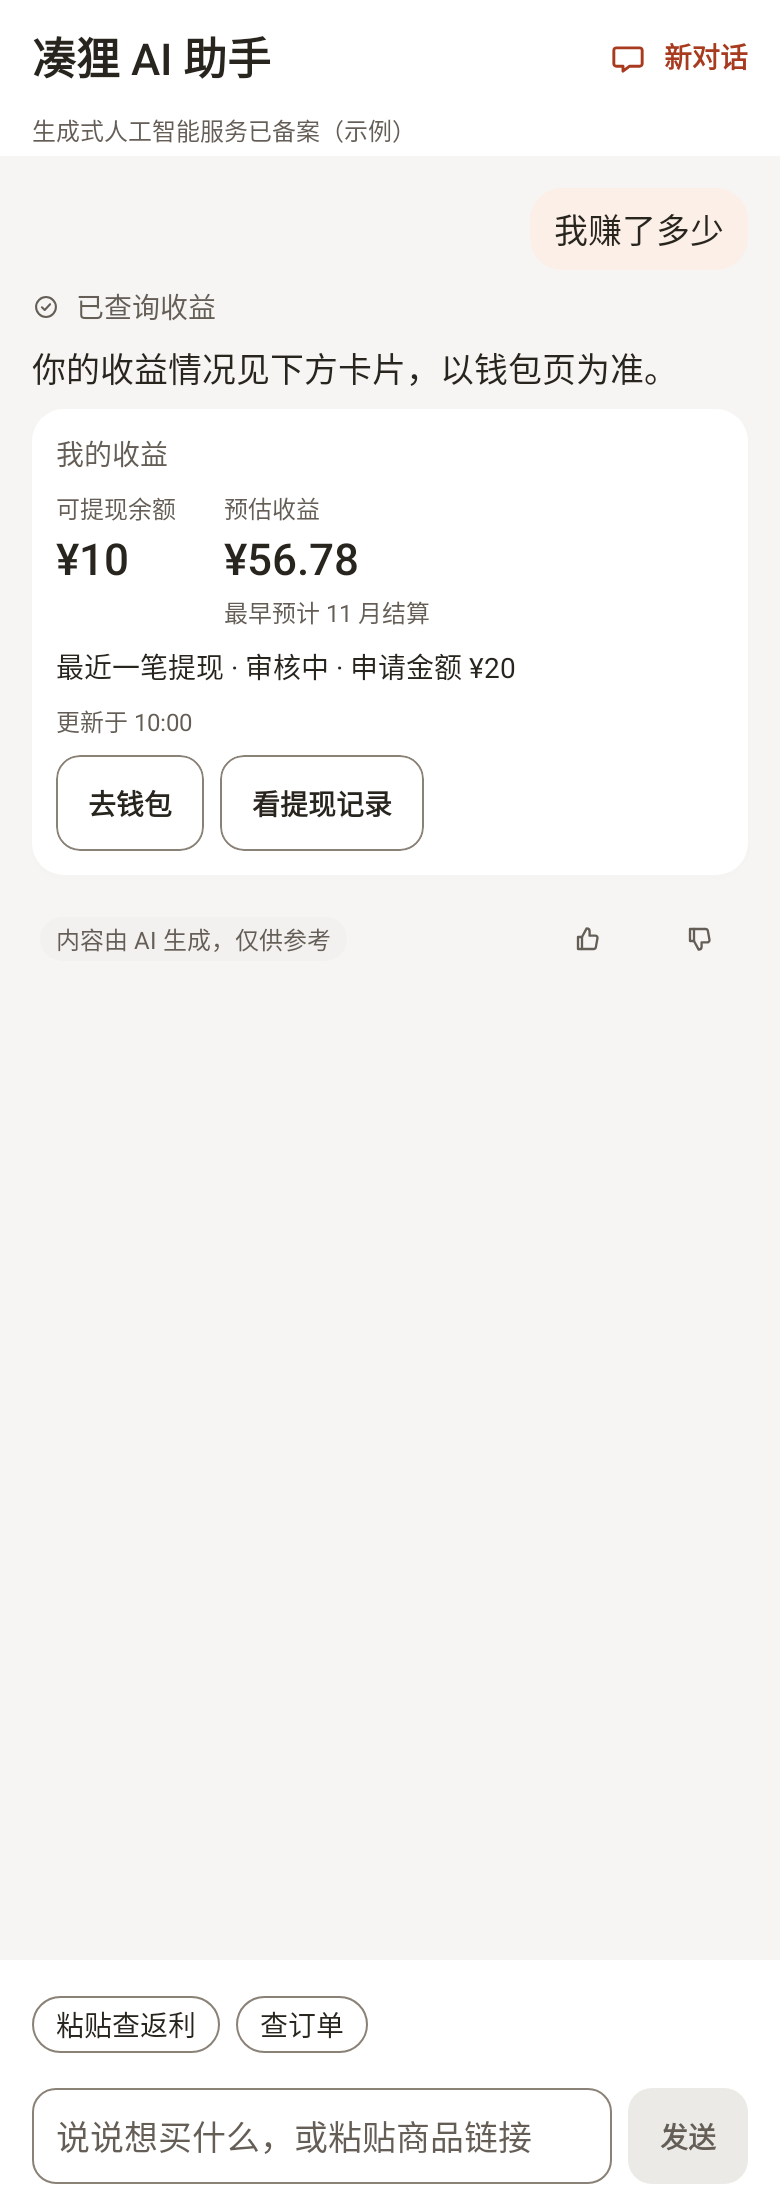 凑狸 AI 助手
新对话
生成式人工智能服务已备案（示例）
我赚了多少
已查询收益
你的收益情况见下方卡片，以钱包页为准。
我的收益
可提现余额 预估收益
¥10 ¥56.78
最早预计 11 月结算
最近一笔提现 · 审核中 · 申请金额 ¥20
更新于 10:00
去钱包 看提现记录
内容由 AI 生成，仅供参考
粘贴查返利 查订单
说说想买什么，或粘贴商品链接 发送